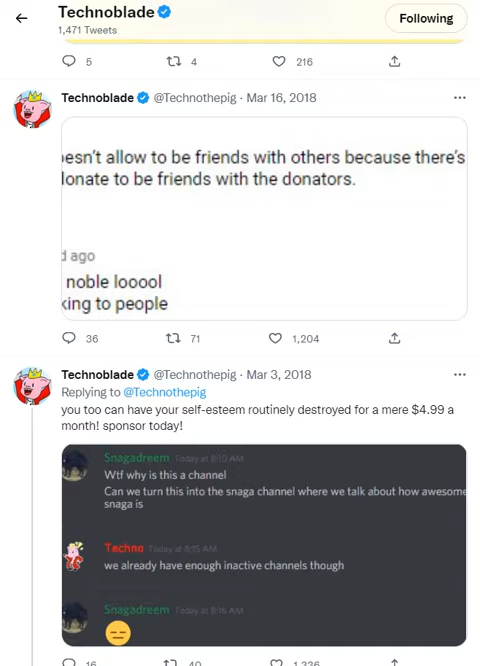 Technoblade
1,471 Tweets
Following
5 4 216
Technoblade @Technothepig · Mar 16, 2018 ...
esn't allow to be friends with others because there's
onate to be friends with the donators.
d ago
noble looool
king to people
36 71 1,204
Technoblade @Technothepig · Mar 3, 2018 ...
Replying to @Technothepig
you too can have your self-esteem routinely destroyed for a mere $4.99 a
month! sponsor today!
Snagadreem Today at 8:10 AM
Wtf why is this a channel
Can we turn this into the snaga channel where we talk about how awesome
snaga is
Techno Today at 8:15 AM
we already have enough inactive channels though
Snagadreem Today at 8:16 AM
16 40 1,336